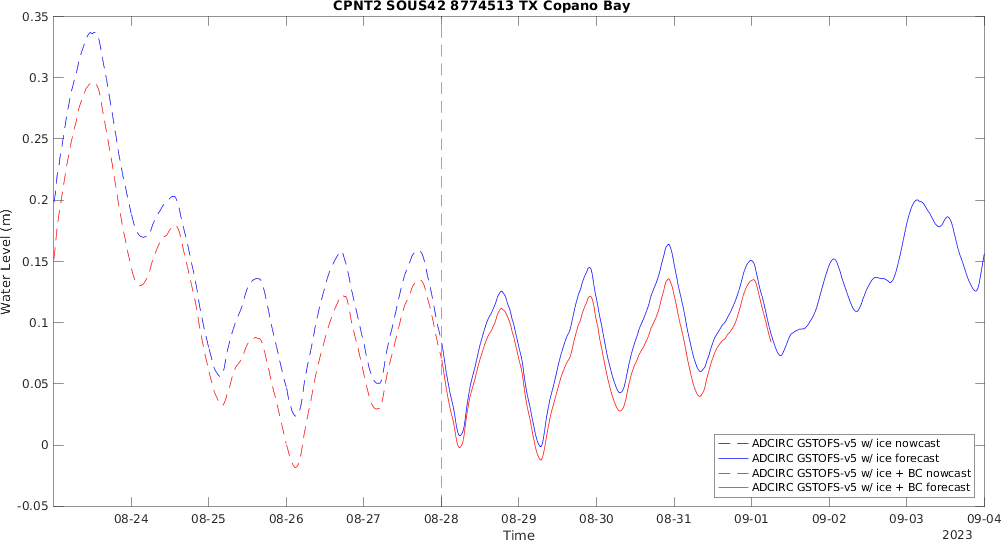 CPNT2 SOUS42 8774513 TX Copano Bay
0.35
0.3
0.25
0.2
0.15
0.1
0.05
0
-0.05
Water Level (m)
ADCIRC GSTOFS-v5 w/ ice nowcast
ADCIRC GSTOFS-v5 w/ ice forecast
ADCIRC GSTOFS-v5 w/ ice + BC nowcast
ADCIRC GSTOFS-v5 w/ ice + BC forecast
08-24 08-25 08-26 08-27 08-28 08-29 08-30 08-31 09-01 09-02 09-03 09-04
Time
2023